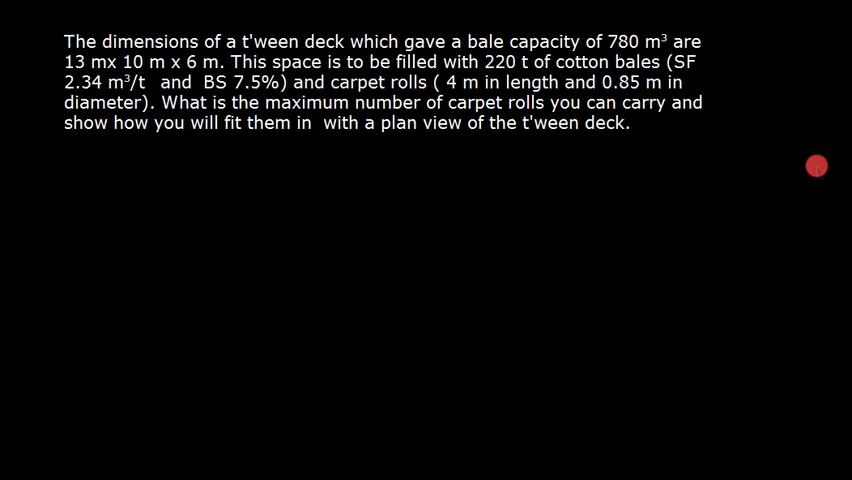 The dimensions of a t'ween deck which gave a bale capacity of 780 m³ are
13 mx 10 m x 6 m. This space is to be filled with 220 t of cotton bales (SF
2.34 m³/t and BS 7.5%) and carpet rolls ( 4 m in length and 0.85 m in
diameter). What is the maximum number of carpet rolls you can carry and
show how you will fit them in with a plan view of the t'ween deck.